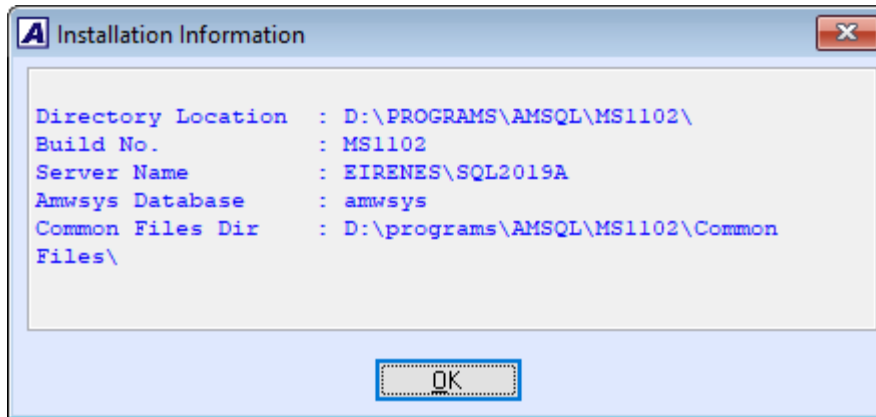 A Installation Information
Directory Location : D:\PROGRAMS\AMSQL\MS1102\
Build No. : MS1102
Server Name : EIRENES\SQL2019A
Amwsys Database : amwsys
Common Files Dir : D:\programs\AMSQL\MS1102\Common
Files\
OK